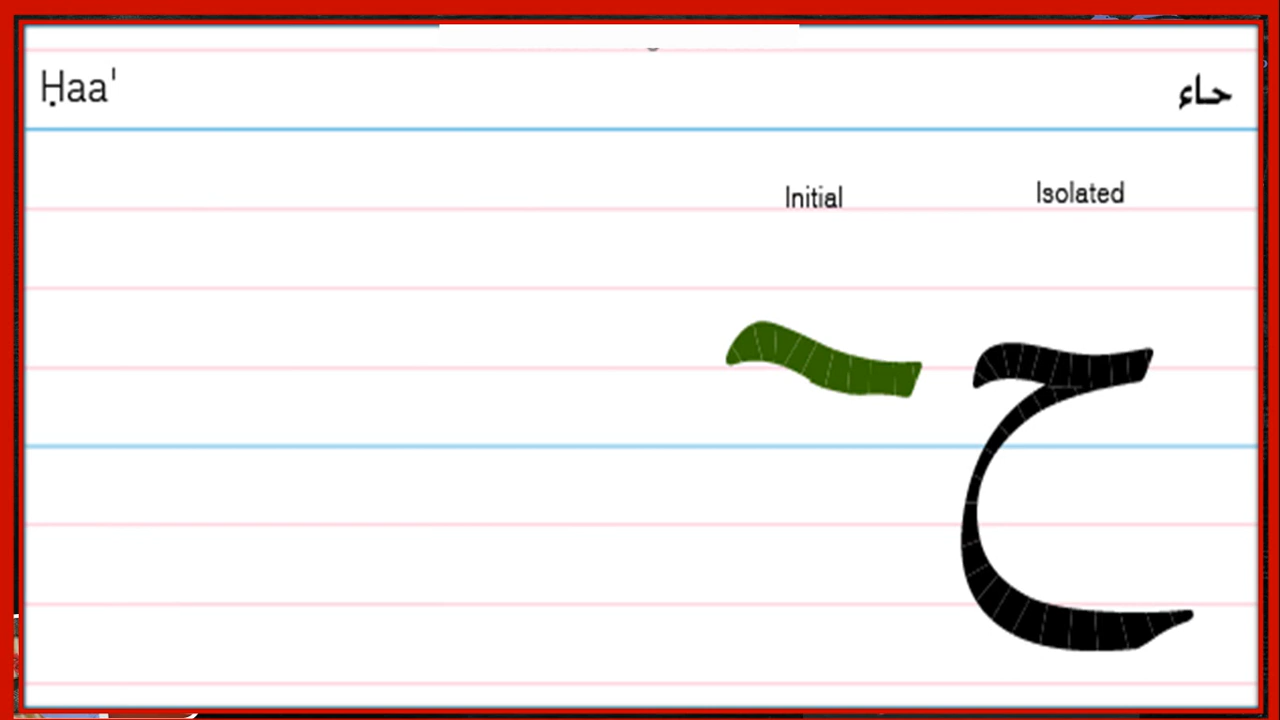 Ḥaa' حاء
Initial Isolated
ح